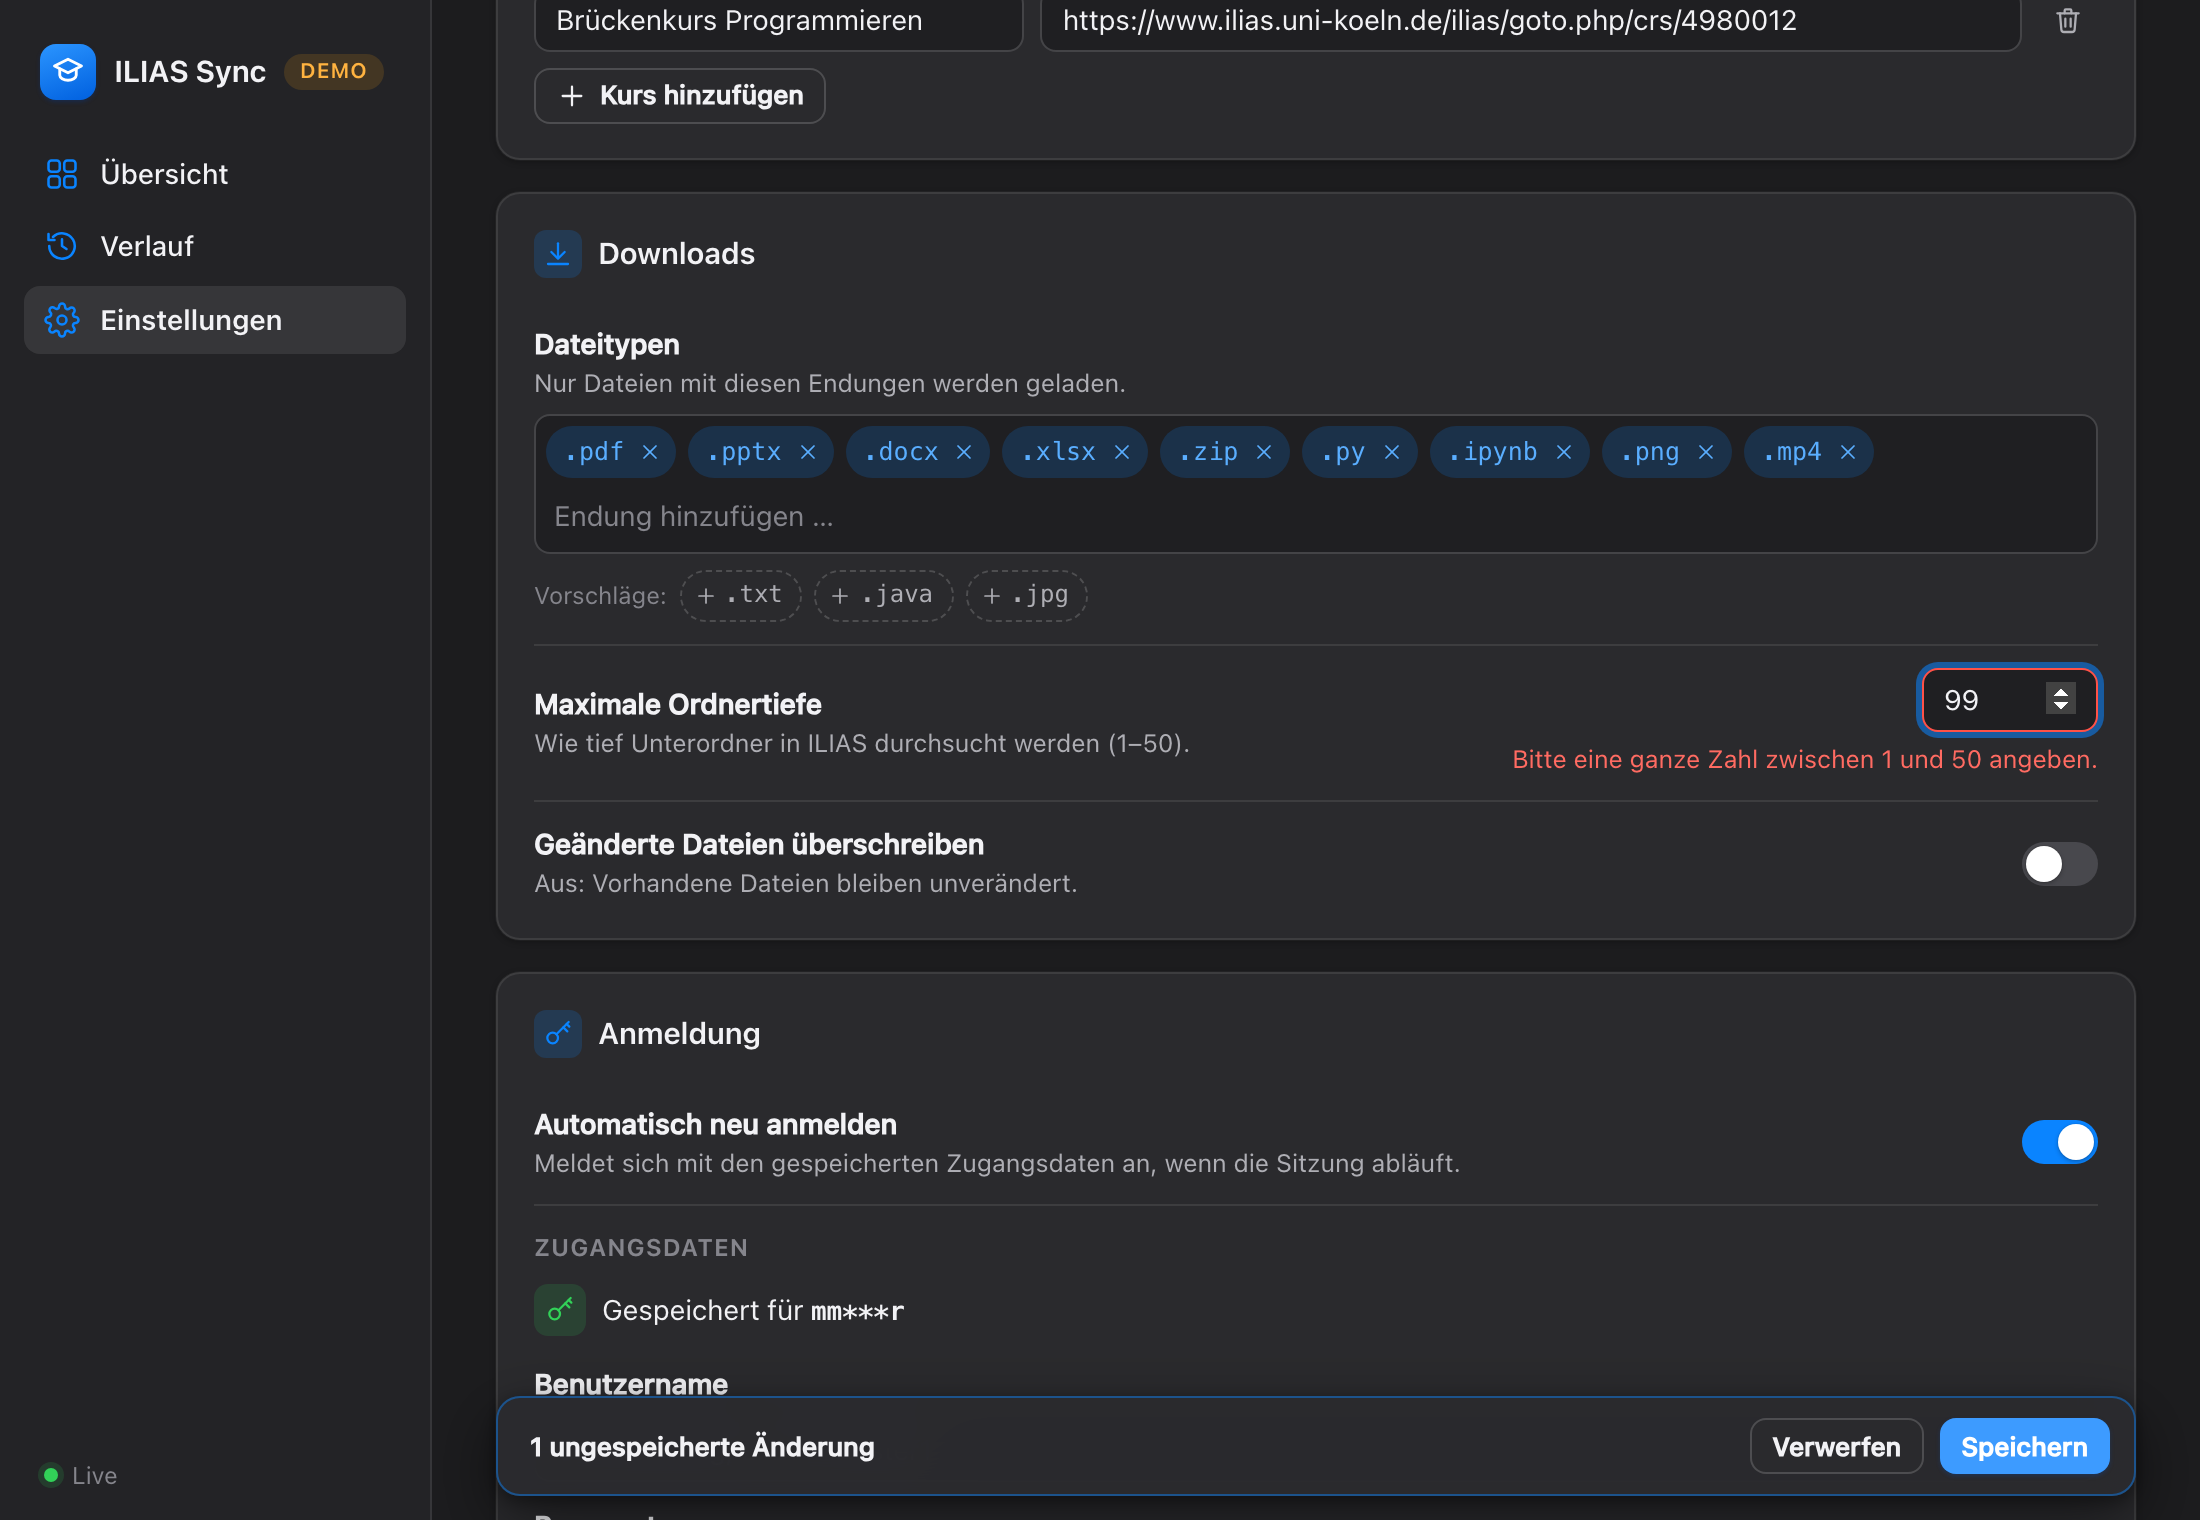 ILIAS Sync DEMO
Übersicht
Verlauf
Einstellungen
Live
Brückenkurs Programmieren https://www.ilias.uni-koeln.de/ilias/goto.php/crs/4980012
+ Kurs hinzufügen
Downloads
Dateitypen
Nur Dateien mit diesen Endungen werden geladen.
.pdf × .pptx × .docx × .xlsx × .zip × .py × .ipynb × .png × .mp4 ×
Endung hinzufügen ...
Vorschläge: + .txt + .java + .jpg
Maximale Ordnertiefe
Wie tief Unterordner in ILIAS durchsucht werden (1–50).
99
Bitte eine ganze Zahl zwischen 1 und 50 angeben.
Geänderte Dateien überschreiben
Aus: Vorhandene Dateien bleiben unverändert.
Anmeldung
Automatisch neu anmelden
Meldet sich mit den gespeicherten Zugangsdaten an, wenn die Sitzung abläuft.
ZUGANGSDATEN
Gespeichert für mm***r
Benutzername
1 ungespeicherte Änderung
Verwerfen Speichern